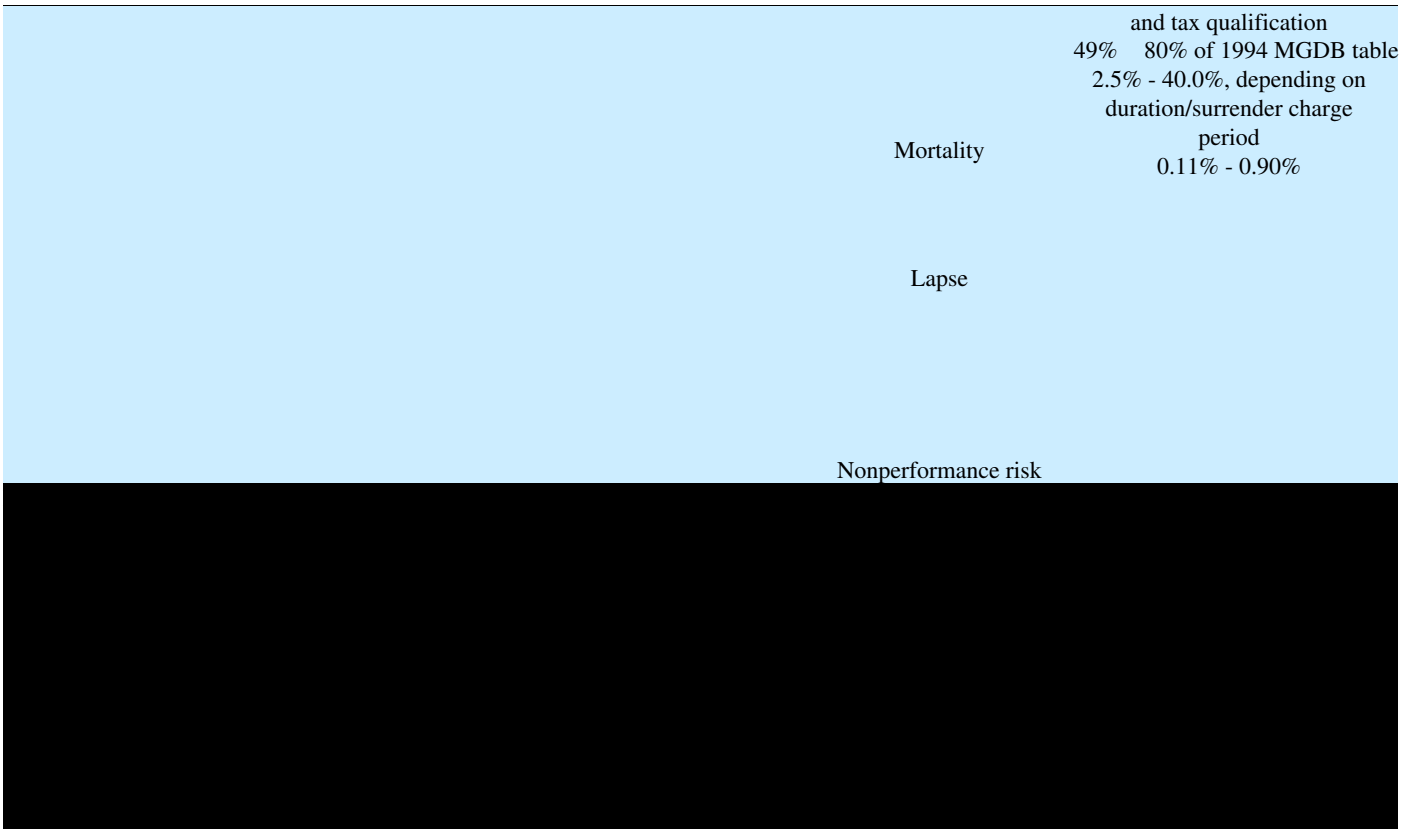 and tax qualification
49% 80% of 1994 MGDB table
2.5% - 40.0%, depending on
duration/surrender charge
period
Mortality
0.11% - 0.90%
Lapse
Nonperformance risk